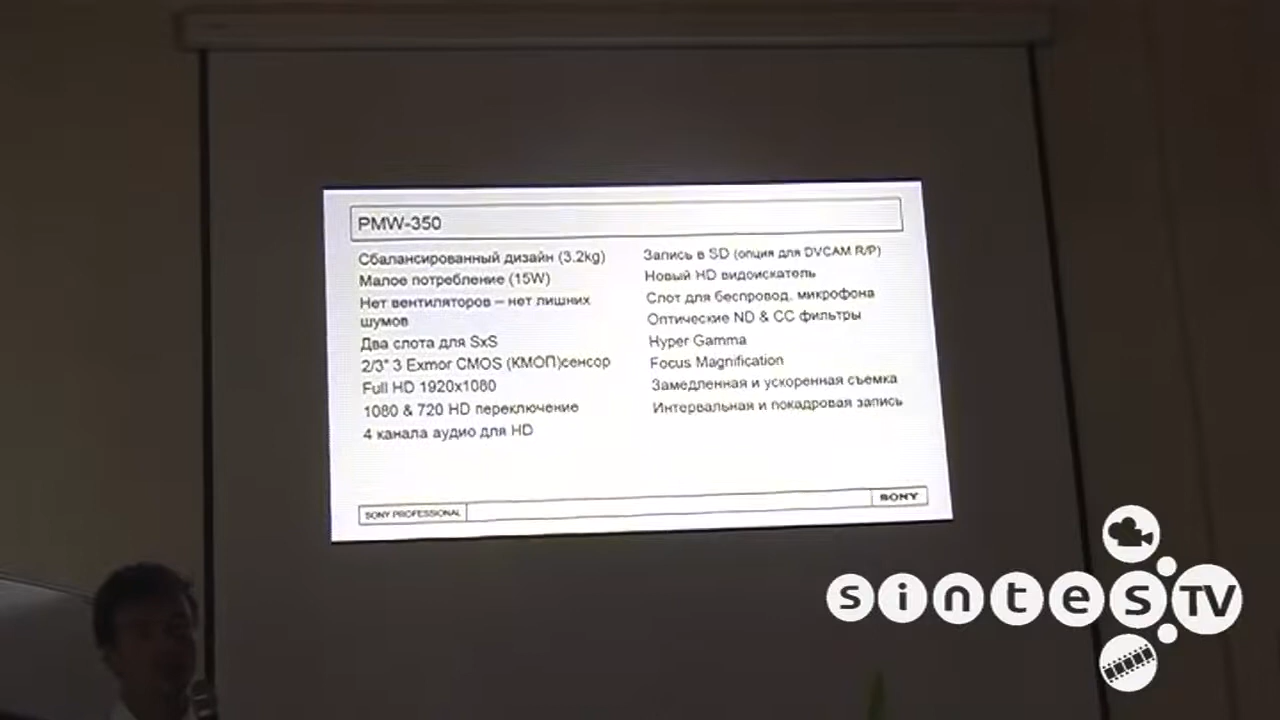 PMW-350
Сбалансированный дизайн (3.2kg)
Малое потребление (15W)
Нет вентиляторов – нет лишних
шумов
Два слота для SxS
2/3" 3 Exmor CMOS (КМОП)сенсор
Full HD 1920x1080
1080 & 720 HD переключение
4 канала аудио для HD
Запись в SD (опция для DVCAM R/P)
Новый HD видоискатель
Слот для беспровод. микрофона
Оптические ND & CC фильтры
Hyper Gamma
Focus Magnification
Замедленная и ускоренная съемка
Интервальная и покадровая запись
SONY PROFESSIONAL
SONY
sintesTV